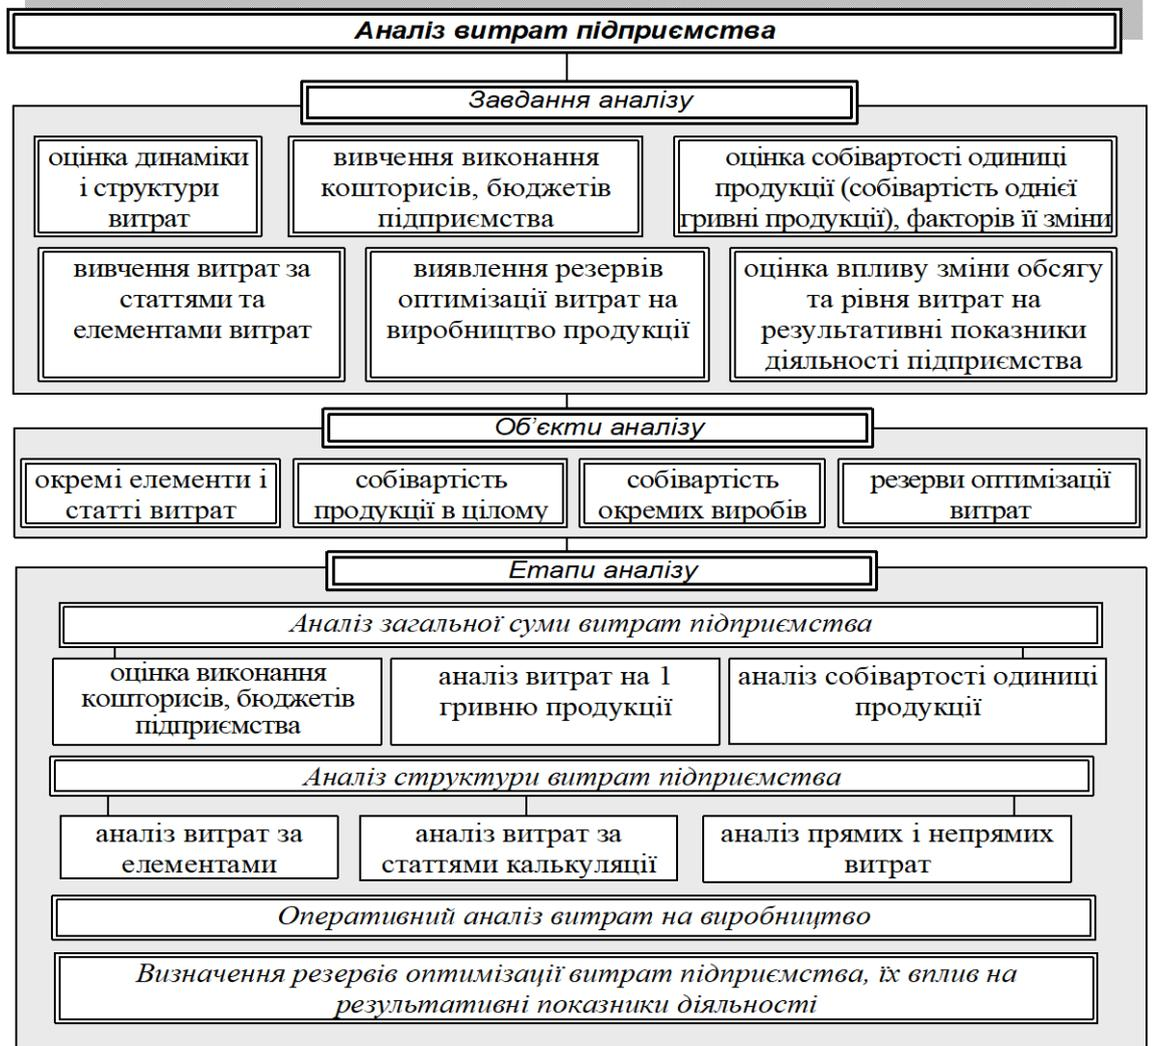 Аналіз витрат підприємства
Завдання аналізу
оцінка динаміки
і структури
витрат
вивчення виконання
кошторисів, бюджетів
підприємства
оцінка собівартості одиниці
продукції (собівартість однієї
гривні продукції), факторів її зміни
вивчення витрат за
статтями та
елементами витрат
виявлення резервів
оптимізації витрат на
виробництво продукції
оцінка впливу зміни обсягу
та рівня витрат на
результативні показники
діяльності підприємства
Об’єкти аналізу
окремі елементи і
статті витрат
собівартість
продукції в цілому
собівартість
окремих виробів
резерви оптимізації
витрат
Етапи аналізу
Аналіз загальної суми витрат підприємства
оцінка виконання
кошторисів, бюджетів
підприємства
аналіз витрат на 1
гривню продукції
аналіз собівартості одиниці
продукції
Аналіз структури витрат підприємства
аналіз витрат за
елементами
аналіз витрат за
статтями калькуляції
аналіз прямих і непрямих
витрат
Оперативний аналіз витрат на виробництво
Визначення резервів оптимізації витрат підприємства, їх вплив на
результативні показники діяльності